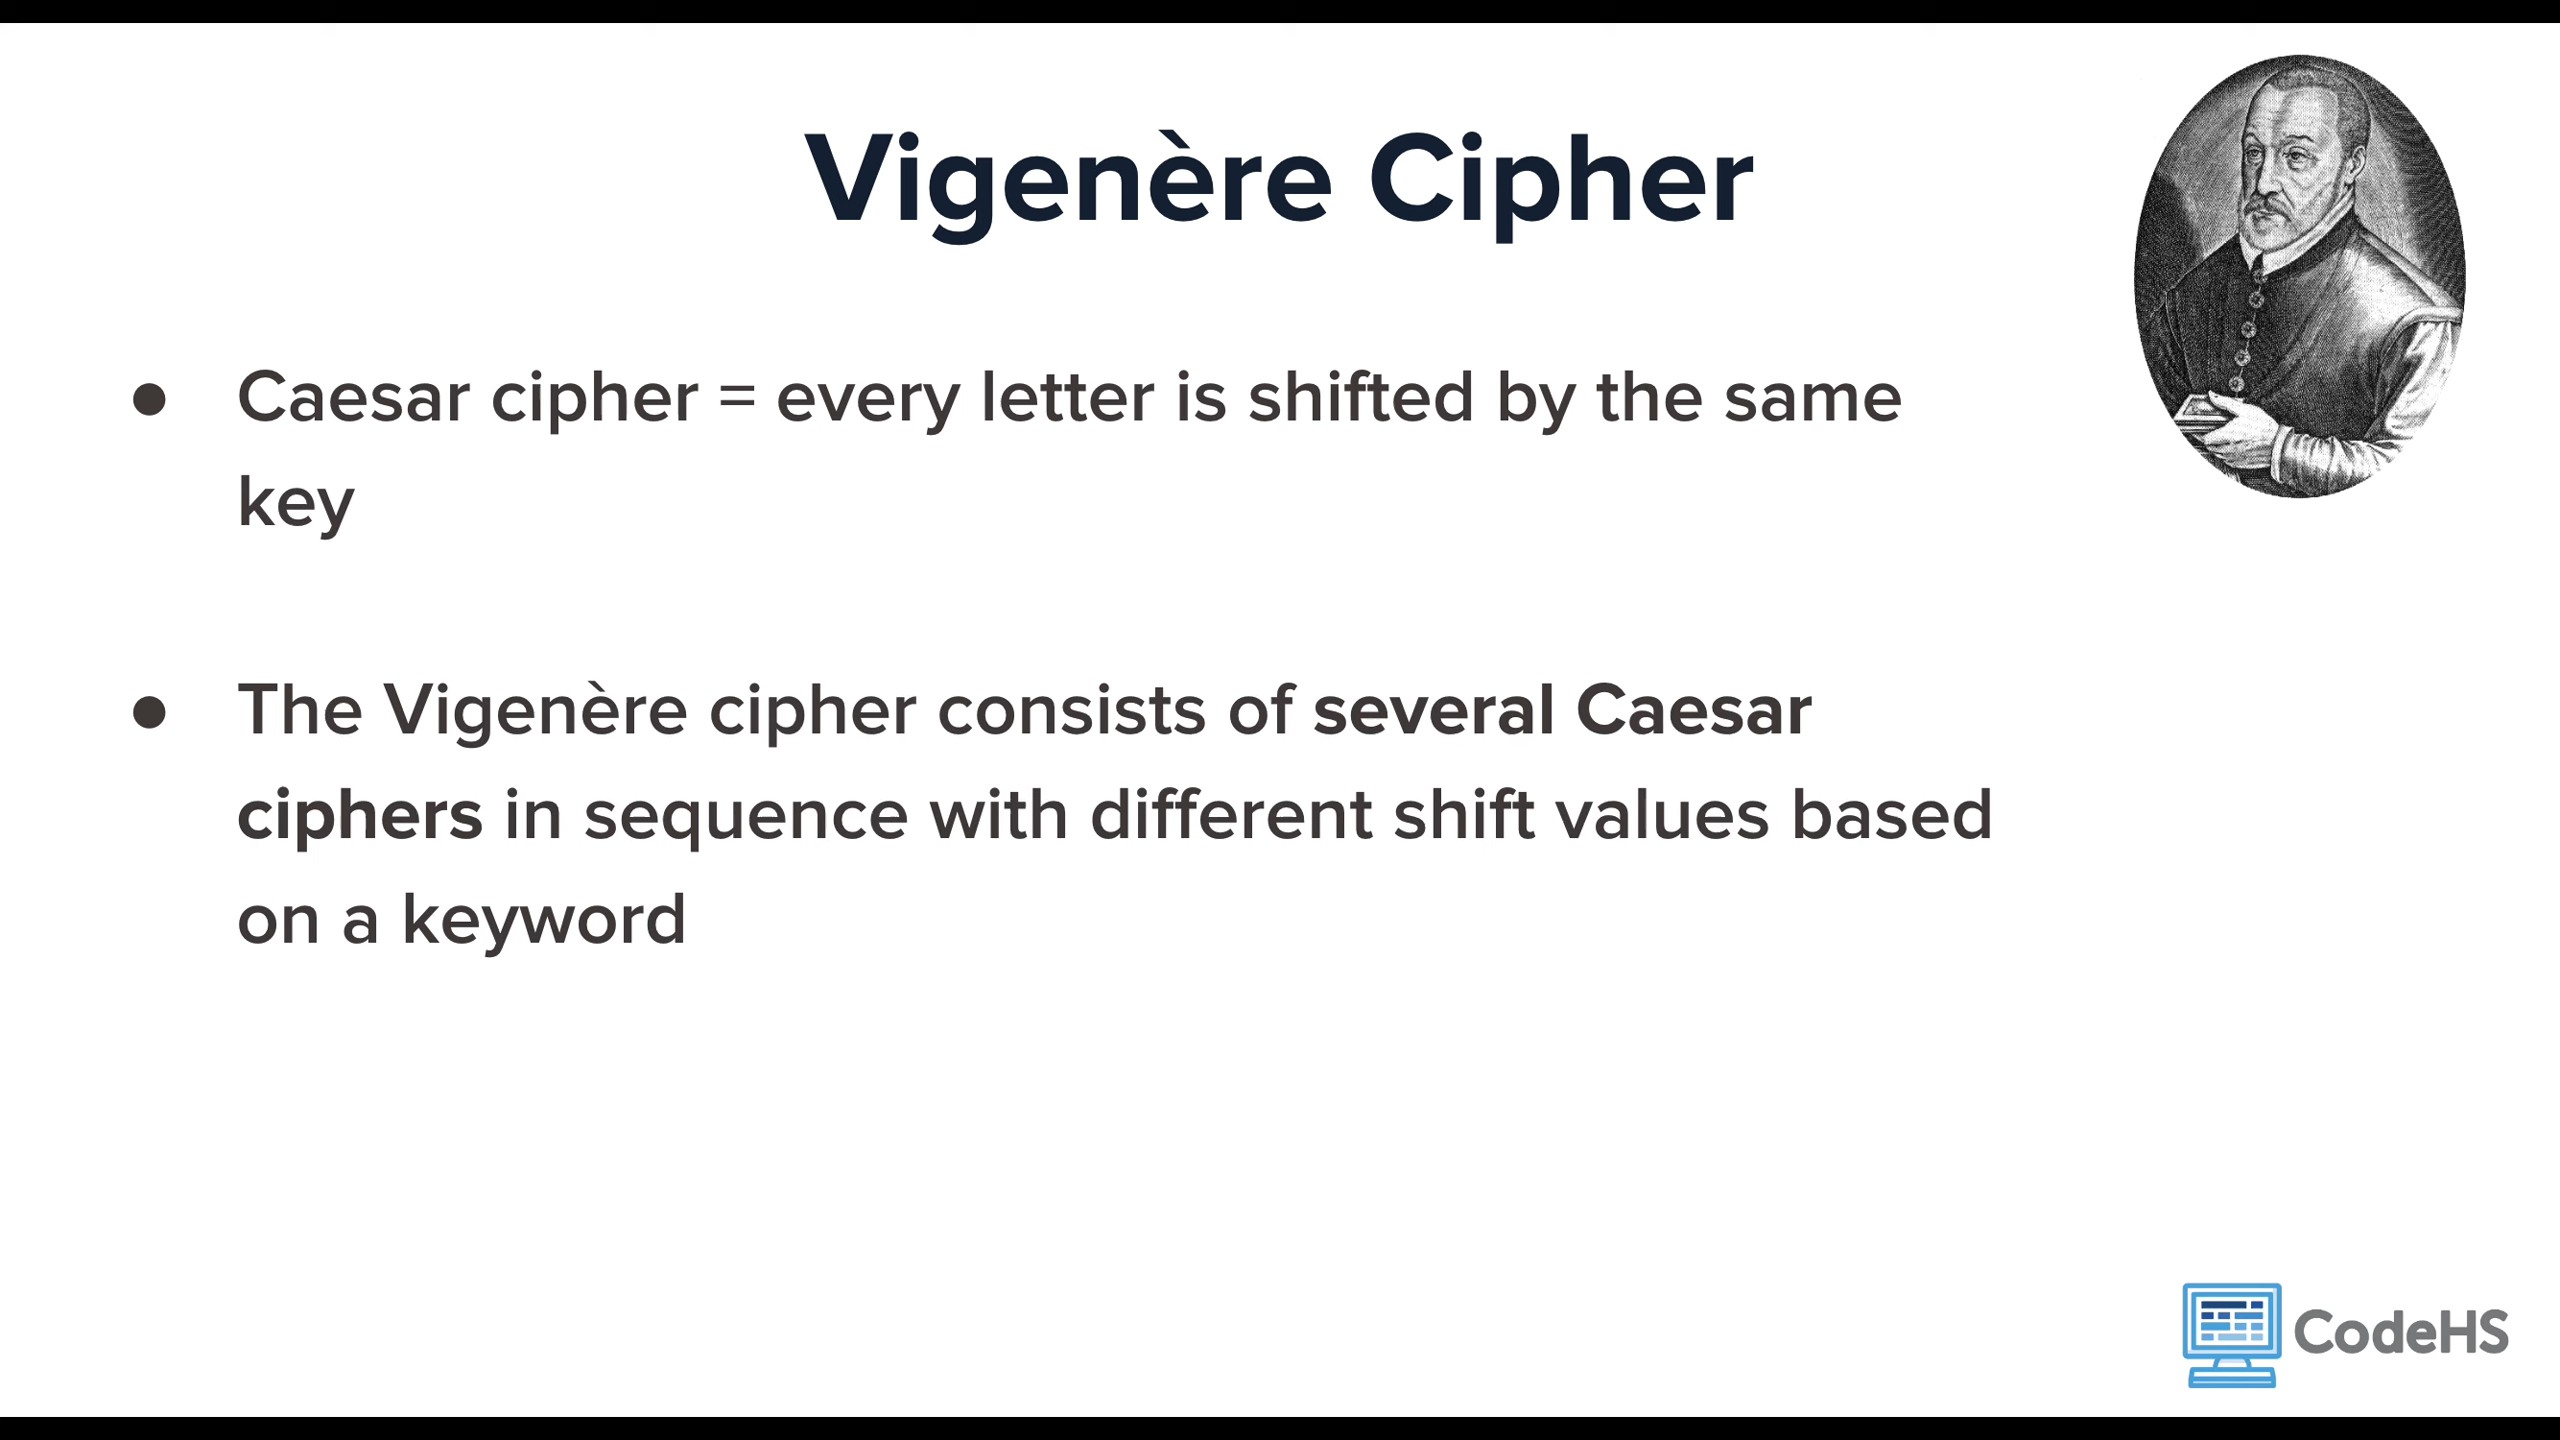 Vigenère Cipher
● Caesar cipher = every letter is shifted by the same
key
● The Vigenère cipher consists of several Caesar
ciphers in sequence with different shift values based
on a keyword
CodeHS